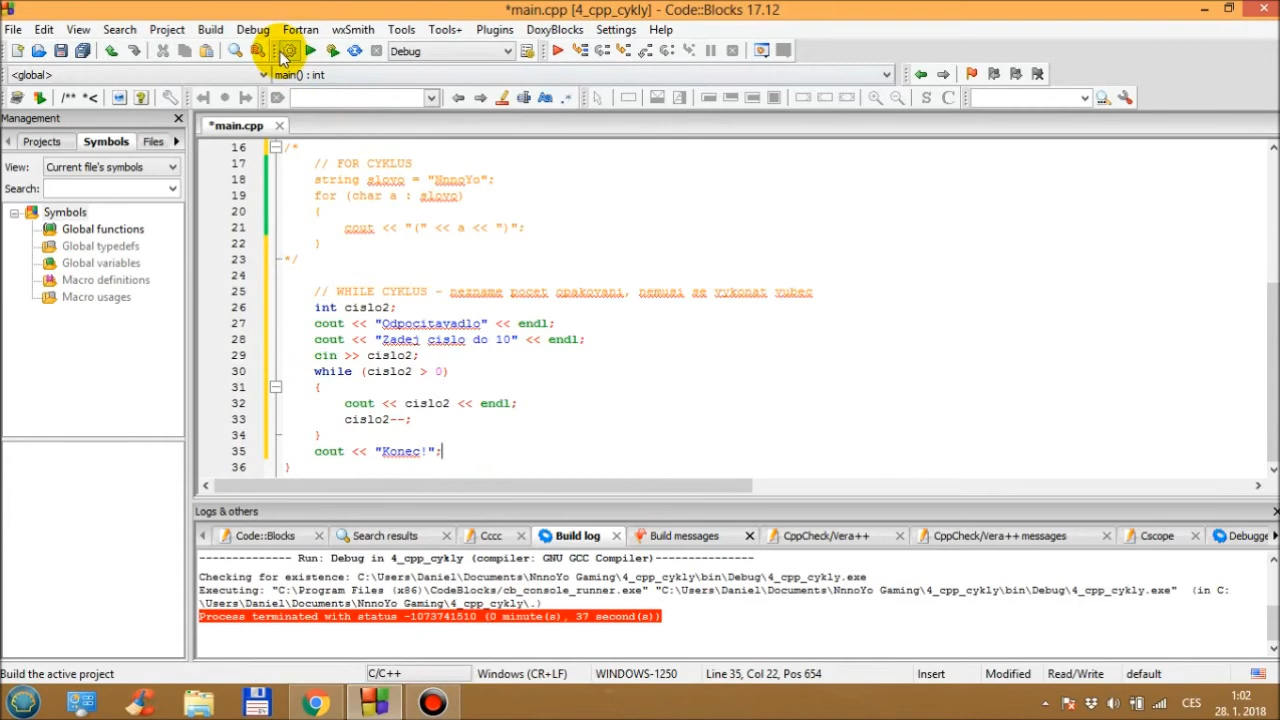 *main.cpp [4_cpp_cykly] - Code::Blocks 17.12
File Edit View Search Project Build Debug Fortran wxSmith Tools Tools+ Plugins DoxyBlocks Settings Help
Debug
<global> main() : int
/** *<
S C
Management
Projects Symbols Files
*main.cpp
View: Current file's symbols
Search:
Symbols
Global functions
Global typedefs
Global variables
Macro definitions
Macro usages
16 /*
17 // FOR CYKLUS
18 string slovo = "NnnoYo";
19 for (char a : slovo)
20 {
21 cout << "(" << a << ")";
22 }
23 */
24
25 // WHILE CYKLUS - nezname pocet opakovani, nemusi se vykonat vubec
26 int cislo2;
27 cout << "Odpocitavadlo" << endl;
28 cout << "Zadej cislo do 10" << endl;
29 cin >> cislo2;
30 while (cislo2 > 0)
31 {
32 cout << cislo2 << endl;
33 cislo2--;
34 }
35 cout << "Konec!";
36 }
Logs & others
Code::Blocks Search results Cccc Build log Build messages CppCheck/Vera++ CppCheck/Vera++ messages Cscope Debugge
-------------- Run: Debug in 4_cpp_cykly (compiler: GNU GCC Compiler)---------------
Checking for existence: C:\Users\Daniel\Documents\NnnoYo Gaming\4_cpp_cykly\bin\Debug\4_cpp_cykly.exe
Executing: "C:\Program Files (x86)\CodeBlocks/cb_console_runner.exe" "C:\Users\Daniel\Documents\NnnoYo Gaming\4_cpp_cykly\bin\Debug\4_cpp_cykly.exe" (in C:
\Users\Daniel\Documents\NnnoYo Gaming\4_cpp_cykly\.)
Process terminated with status -1073741510 (0 minute(s), 37 second(s))
Build the active project C/C++ Windows (CR+LF) WINDOWS-1250 Line 35, Col 22, Pos 654 Insert Modified Read/Write default
CES
1:02
28. 1. 2018